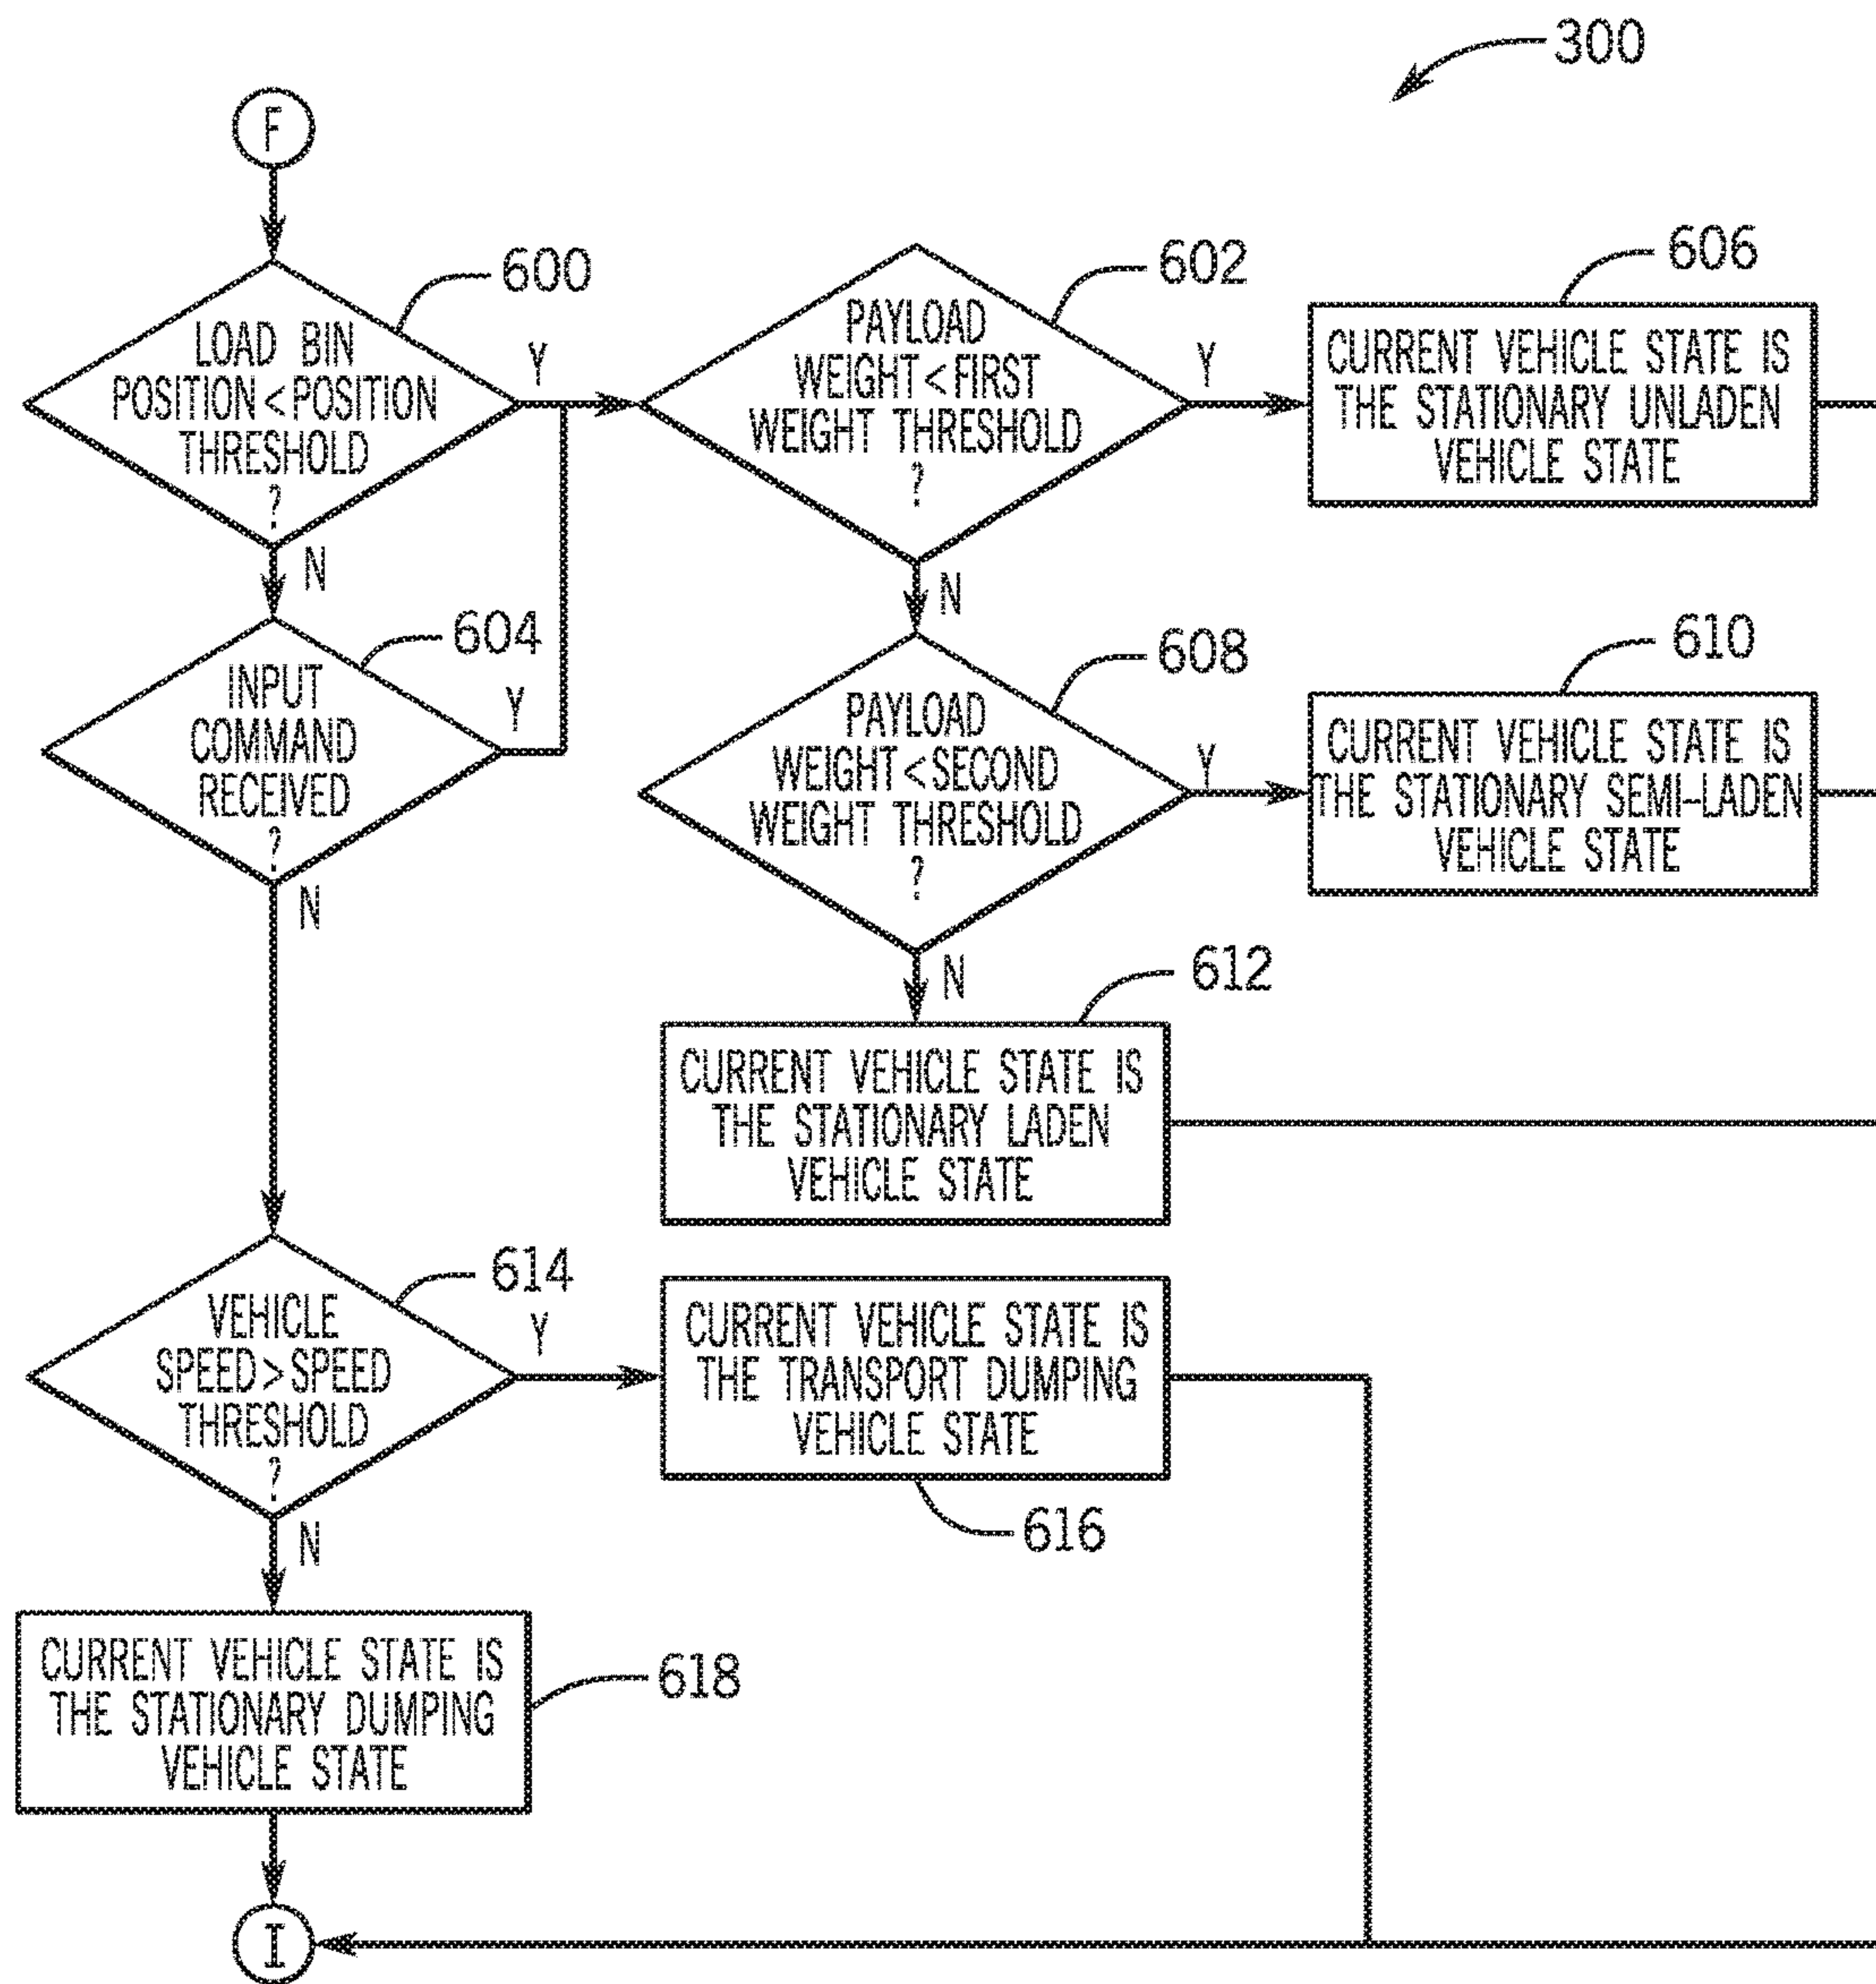 300
F
600
LOAD BIN
POSITION < POSITION
THRESHOLD
?
Y
N
602
PAYLOAD
WEIGHT < FIRST
WEIGHT THRESHOLD
?
Y
N
606
CURRENT VEHICLE STATE IS
THE STATIONARY UNLADEN
VEHICLE STATE
604
INPUT
COMMAND
RECEIVED
?
Y
N
608
PAYLOAD
WEIGHT < SECOND
WEIGHT THRESHOLD
?
Y
N
610
CURRENT VEHICLE STATE IS
THE STATIONARY SEMI-LADEN
VEHICLE STATE
612
CURRENT VEHICLE STATE IS
THE STATIONARY LADEN
VEHICLE STATE
614
VEHICLE
SPEED > SPEED
THRESHOLD
?
Y
N
CURRENT VEHICLE STATE IS
THE TRANSPORT DUMPING
VEHICLE STATE
616
CURRENT VEHICLE STATE IS
THE STATIONARY DUMPING
VEHICLE STATE
618
I